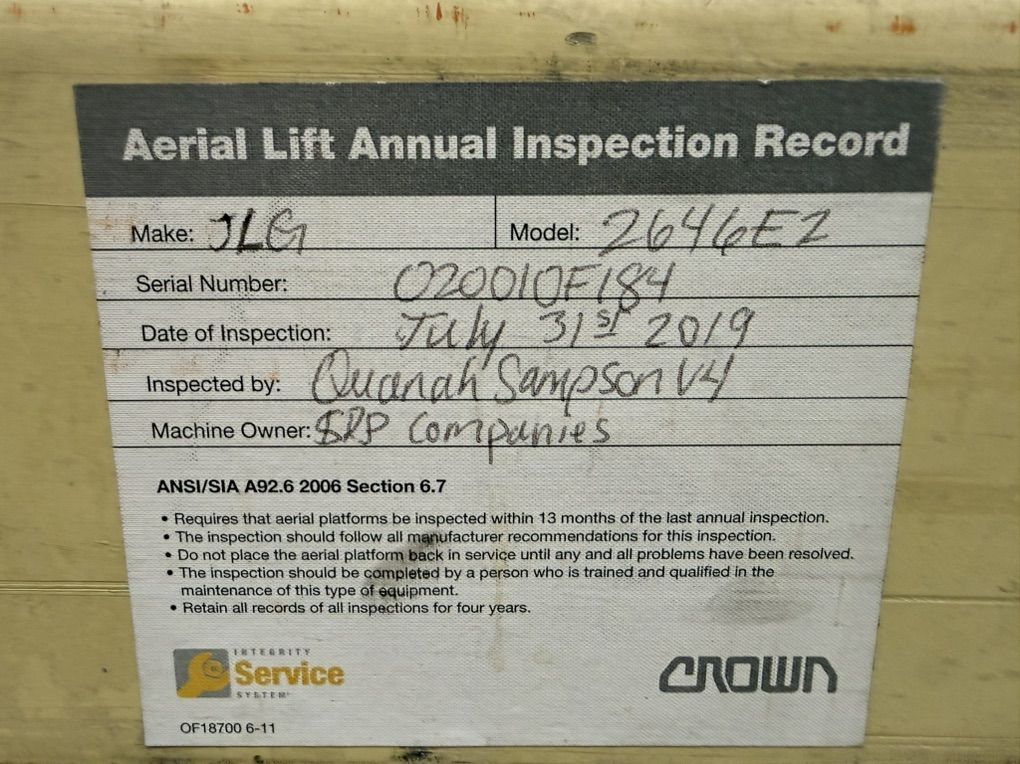 Aerial Lift Annual Inspection Record
Make: JLG Model: 2646E2
Serial Number: 020010F184
Date of Inspection: July 31st 2019
Inspected by: Quanah Sampson V4
Machine Owner: SRP Companies
ANSI/SIA A92.6 2006 Section 6.7
• Requires that aerial platforms be inspected within 13 months of the last annual inspection.
• The inspection should follow all manufacturer recommendations for this inspection.
• Do not place the aerial platform back in service until any and all problems have been resolved.
• The inspection should be completed by a person who is trained and qualified in the
maintenance of this type of equipment.
• Retain all records of all inspections for four years.
INTEGRITY
Service
SYSTEM
CROWN
OF18700 6-11